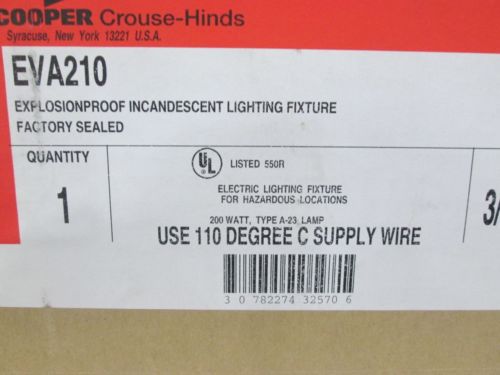 COOPER Crouse-Hinds
Syracuse, New York 13221 U.S.A.
EVA210
EXPLOSIONPROOF INCANDESCENT LIGHTING FIXTURE
FACTORY SEALED
QUANTITY
1
UL LISTED 550R
ELECTRIC LIGHTING FIXTURE
FOR HAZARDOUS LOCATIONS
200 WATT, TYPE A-23 LAMP
USE 110 DEGREE C SUPPLY WIRE
3/
3 0 782274 32570 6